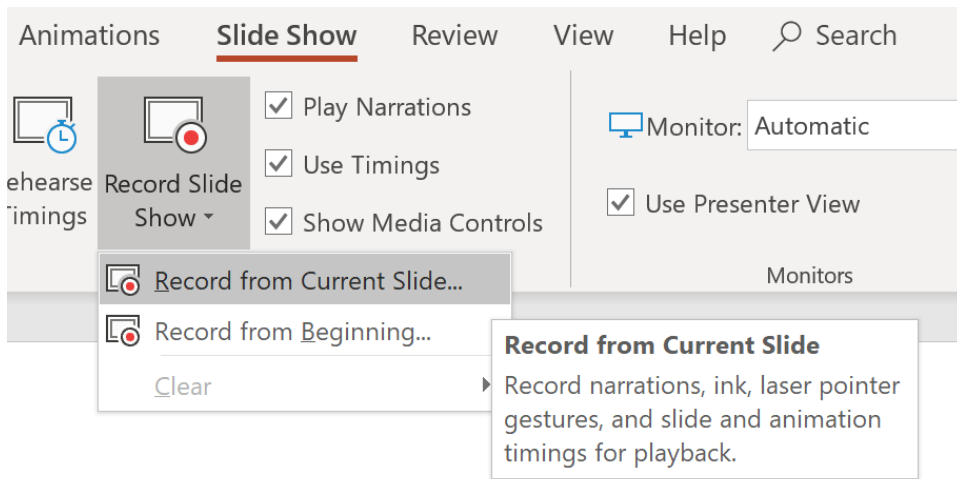 Animations Slide Show Review View Help Search
Play Narrations
Use Timings
Show Media Controls
ehearse
Timings
Record Slide
Show
Monitor: Automatic
Use Presenter View
Monitors
Record from Current Slide...
Record from Beginning...
Clear
Record from Current Slide
Record narrations, ink, laser pointer
gestures, and slide and animation
timings for playback.